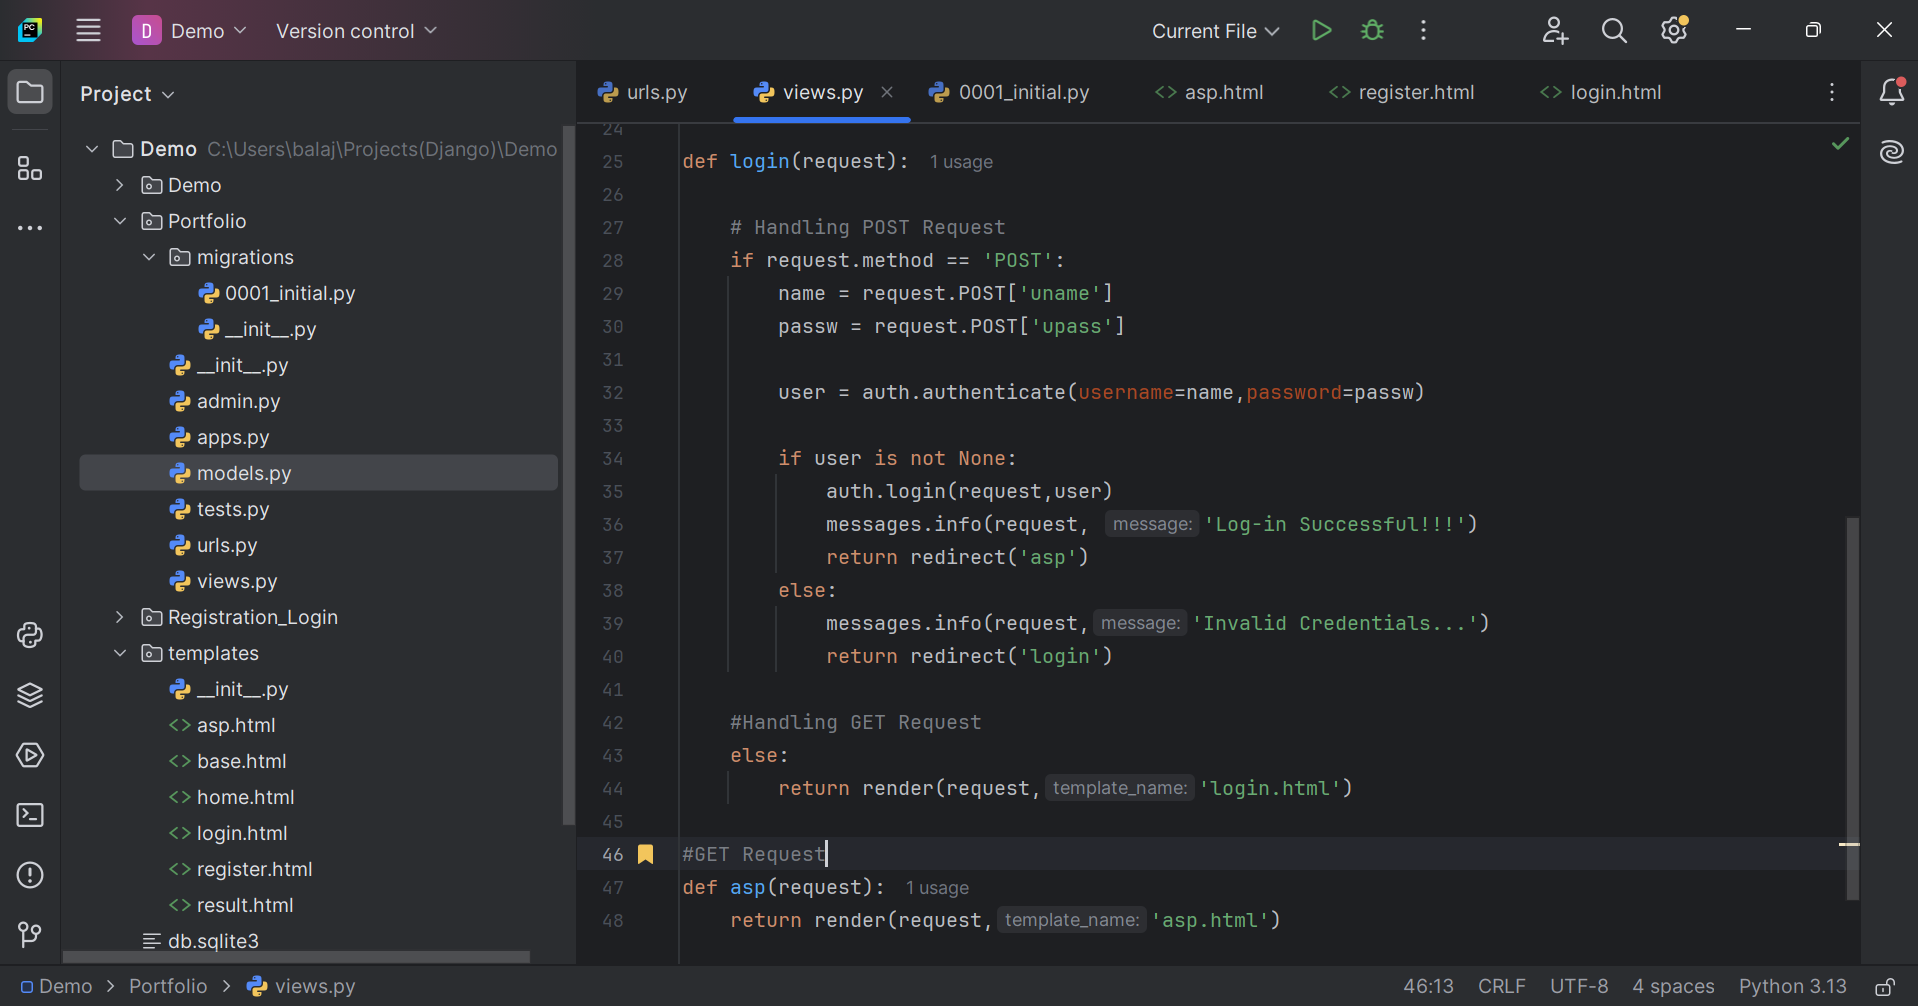 PC
D Demo Version control Current File
Project
urls.py views.py 0001_initial.py asp.html register.html login.html
Demo C:\Users\balaj\Projects(Django)\Demo
Demo
Portfolio
migrations
0001_initial.py
__init__.py
__init__.py
admin.py
apps.py
models.py
tests.py
urls.py
views.py
Registration_Login
templates
__init__.py
asp.html
base.html
home.html
login.html
register.html
result.html
db.sqlite3
24
25 def login(request): 1 usage
26
27 # Handling POST Request
28 if request.method == 'POST':
29 name = request.POST['uname']
30 passw = request.POST['upass']
31
32 user = auth.authenticate(username=name,password=passw)
33
34 if user is not None:
35 auth.login(request,user)
36 messages.info(request, message: 'Log-in Successful!!!')
37 return redirect('asp')
38 else:
39 messages.info(request, message: 'Invalid Credentials...')
40 return redirect('login')
41
42 #Handling GET Request
43 else:
44 return render(request, template_name: 'login.html')
45
46 #GET Request
47 def asp(request): 1 usage
48 return render(request, template_name: 'asp.html')
Demo > Portfolio > views.py 46:13 CRLF UTF-8 4 spaces Python 3.13